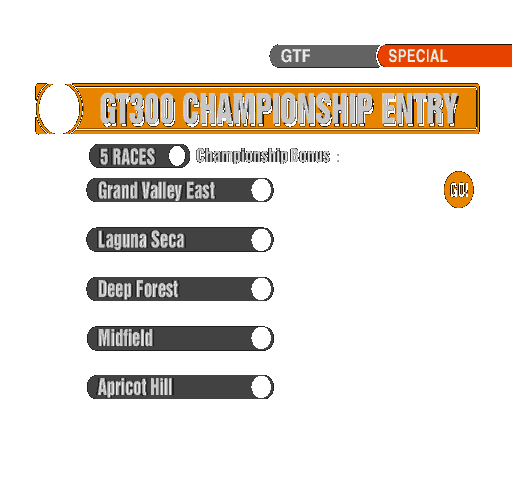 GTF SPECIAL
GT300 CHAMPIONSHIP ENTRY
5 RACES Championship Bonus :
Grand Valley East
GO!
Laguna Seca
Deep Forest
Midfield
Apricot Hill